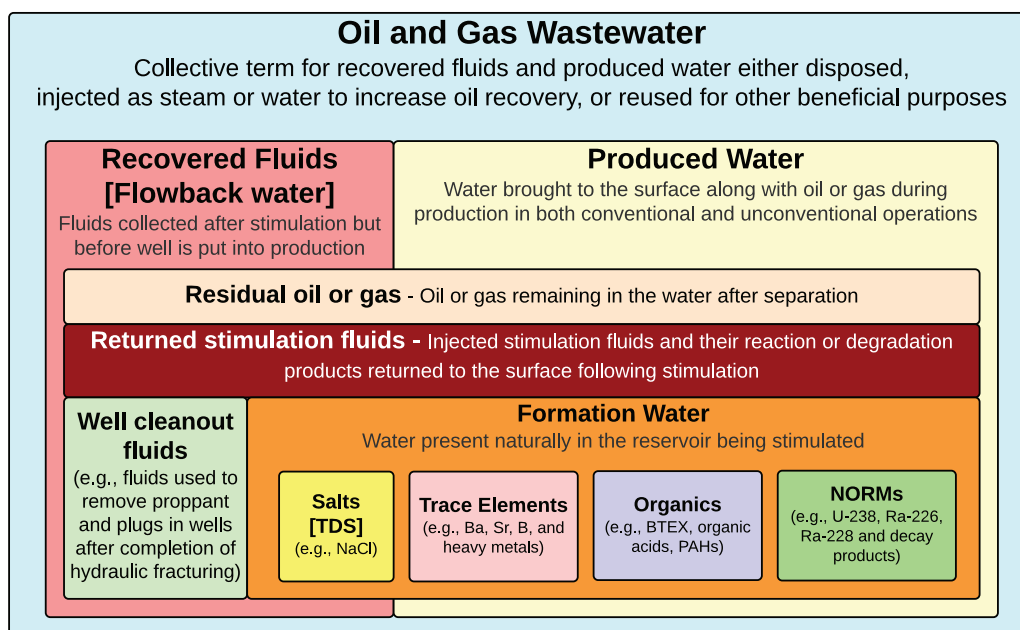 Oil and Gas Wastewater
Collective term for recovered fluids and produced water either disposed,
injected as steam or water to increase oil recovery, or reused for other beneficial purposes
Recovered Fluids
[Flowback water]
Fluids collected after stimulation but
before well is put into production
Produced Water
Water brought to the surface along with oil or gas during
production in both conventional and unconventional operations
Residual oil or gas - Oil or gas remaining in the water after separation
Returned stimulation fluids - Injected stimulation fluids and their reaction or degradation
products returned to the surface following stimulation
Well cleanout
fluids
(e.g., fluids used to
remove proppant
and plugs in wells
after completion of
hydraulic fracturing)
Formation Water
Water present naturally in the reservoir being stimulated
Salts
[TDS]
(e.g., NaCl)
Trace Elements
(e.g., Ba, Sr, B, and
heavy metals)
Organics
(e.g., BTEX, organic
acids, PAHs)
NORMs
(e.g., U-238, Ra-226,
Ra-228 and decay
products)